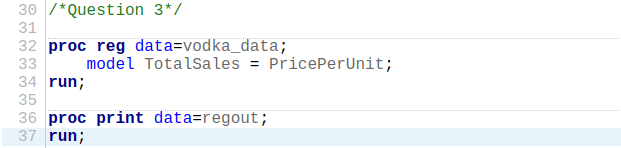 30 /*Question 3*/
31
32 proc reg data=vodka_data;
33     model TotalSales = PricePerUnit;
34 run;
35
36 proc print data=regout;
37 run;